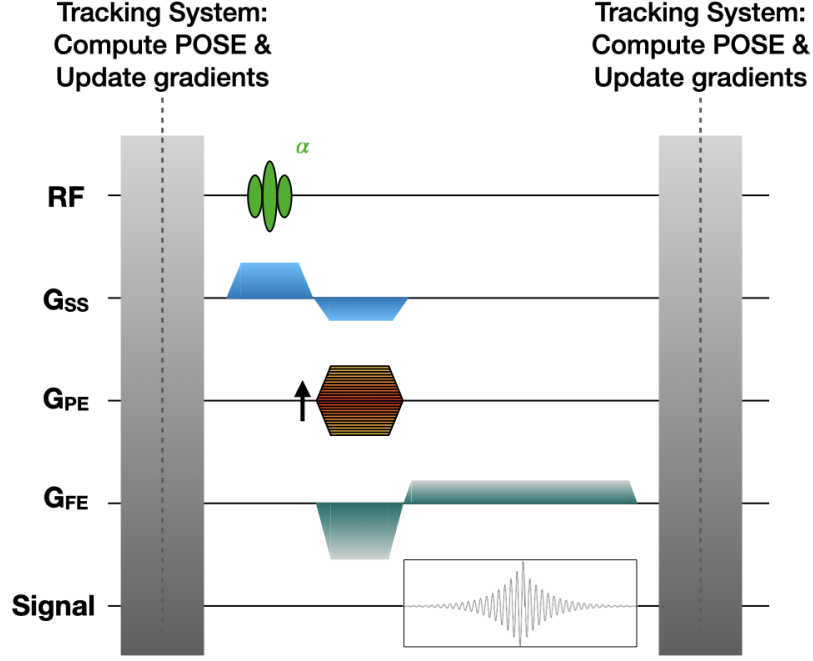 Tracking System:
Compute POSE &
Update gradients
Tracking System:
Compute POSE &
Update gradients
α
RF
GSS
GPE
GFE
Signal